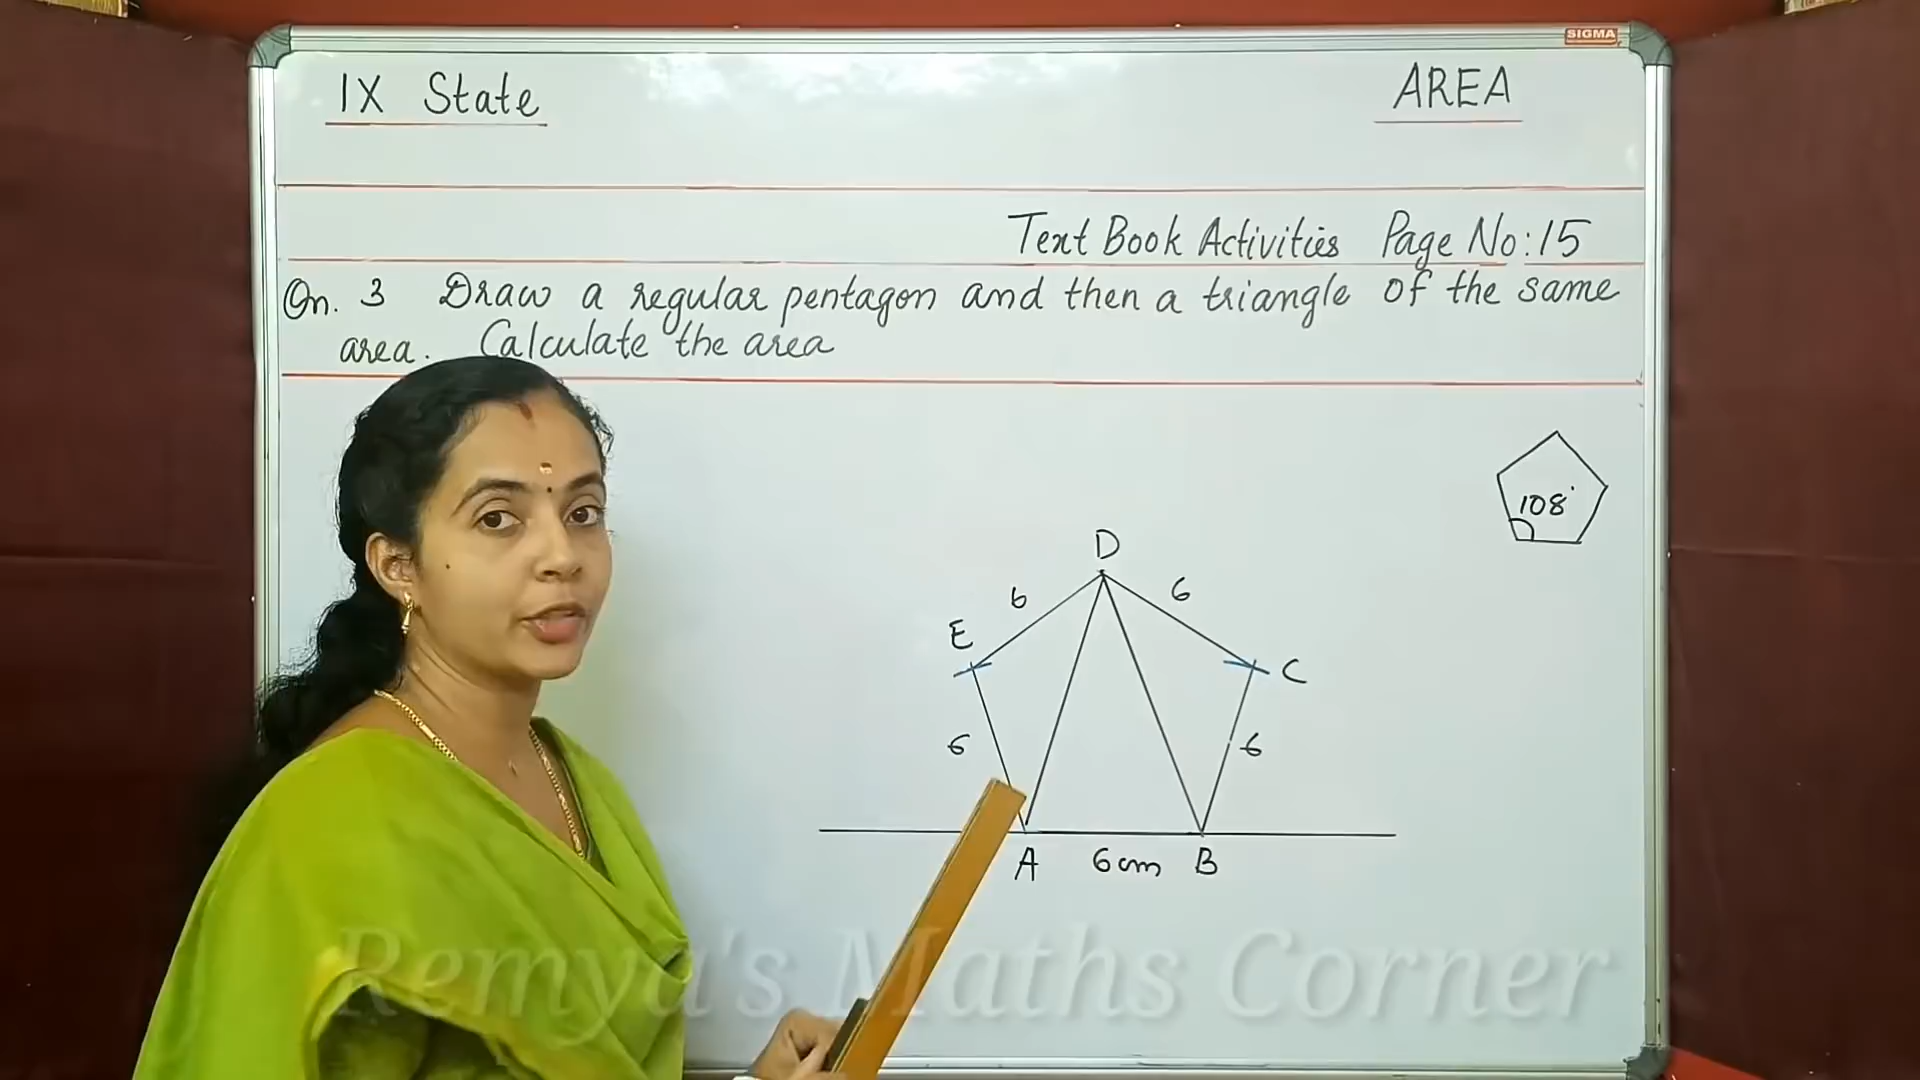 SIGMA
IX State
AREA
Text Book Activities Page No:15
Qn. 3 Draw a regular pentagon and then a triangle of the same
area. Calculate the area
108°
D
6
6
E
C
6
6
A 6cm B
Remya's Maths Corner